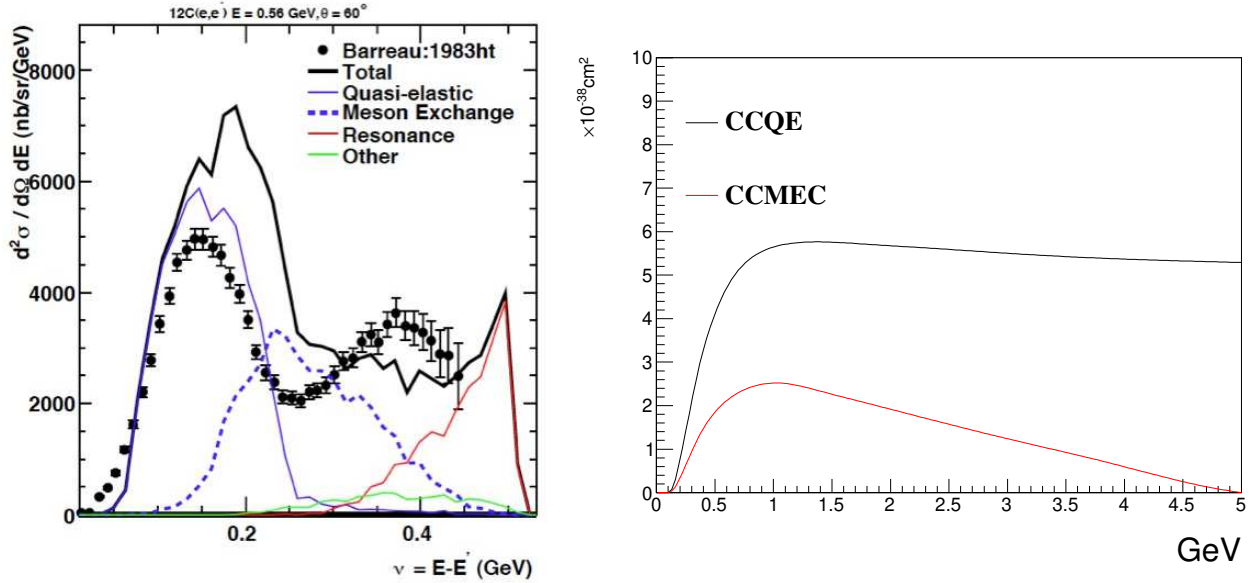 12C(e,e') E = 0.56 GeV,θ = 60°
d²σ / dΩ dE (nb/sr/GeV)
8000
6000
4000
2000
0
Barreau:1983ht
Total
Quasi-elastic
Meson Exchange
Resonance
Other
0.2
0.4
ν = E-E' (GeV)
×10⁻³⁸cm²
10
9
8
7
6
5
4
3
2
1
0
CCQE
CCMEC
0
0.5
1
1.5
2
2.5
3
3.5
4
4.5
5
GeV